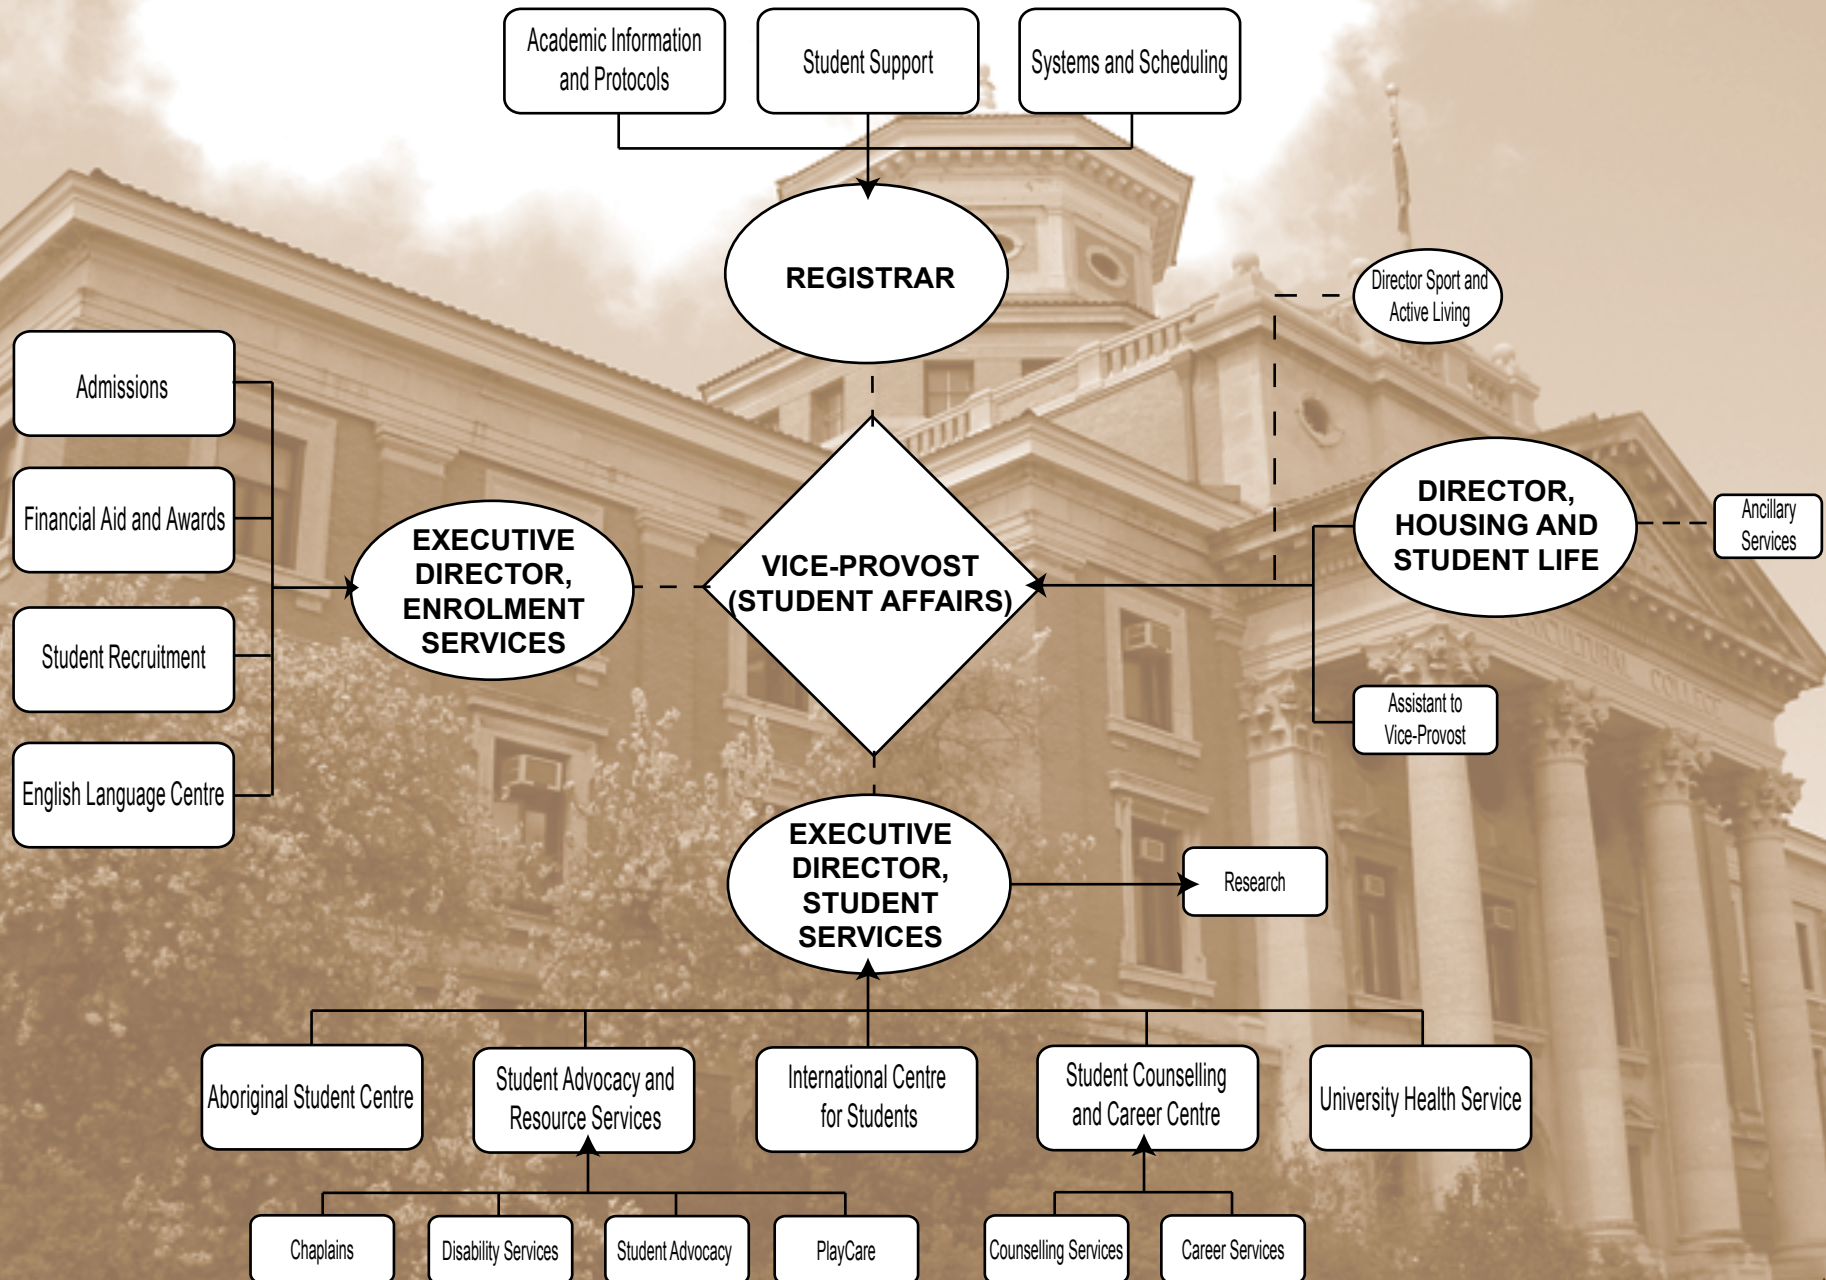 Academic Information
and Protocols
Student Support
Systems and Scheduling
REGISTRAR
Director Sport and
Active Living
Admissions
Financial Aid and Awards
Student Recruitment
English Language Centre
EXECUTIVE
DIRECTOR,
ENROLMENT
SERVICES
VICE-PROVOST
(STUDENT AFFAIRS)
DIRECTOR,
HOUSING AND
STUDENT LIFE
Ancillary
Services
Assistant to
Vice-Provost
EXECUTIVE
DIRECTOR,
STUDENT
SERVICES
Research
Aboriginal Student Centre
Student Advocacy and
Resource Services
International Centre
for Students
Student Counselling
and Career Centre
University Health Service
Chaplains
Disability Services
Student Advocacy
PlayCare
Counselling Services
Career Services